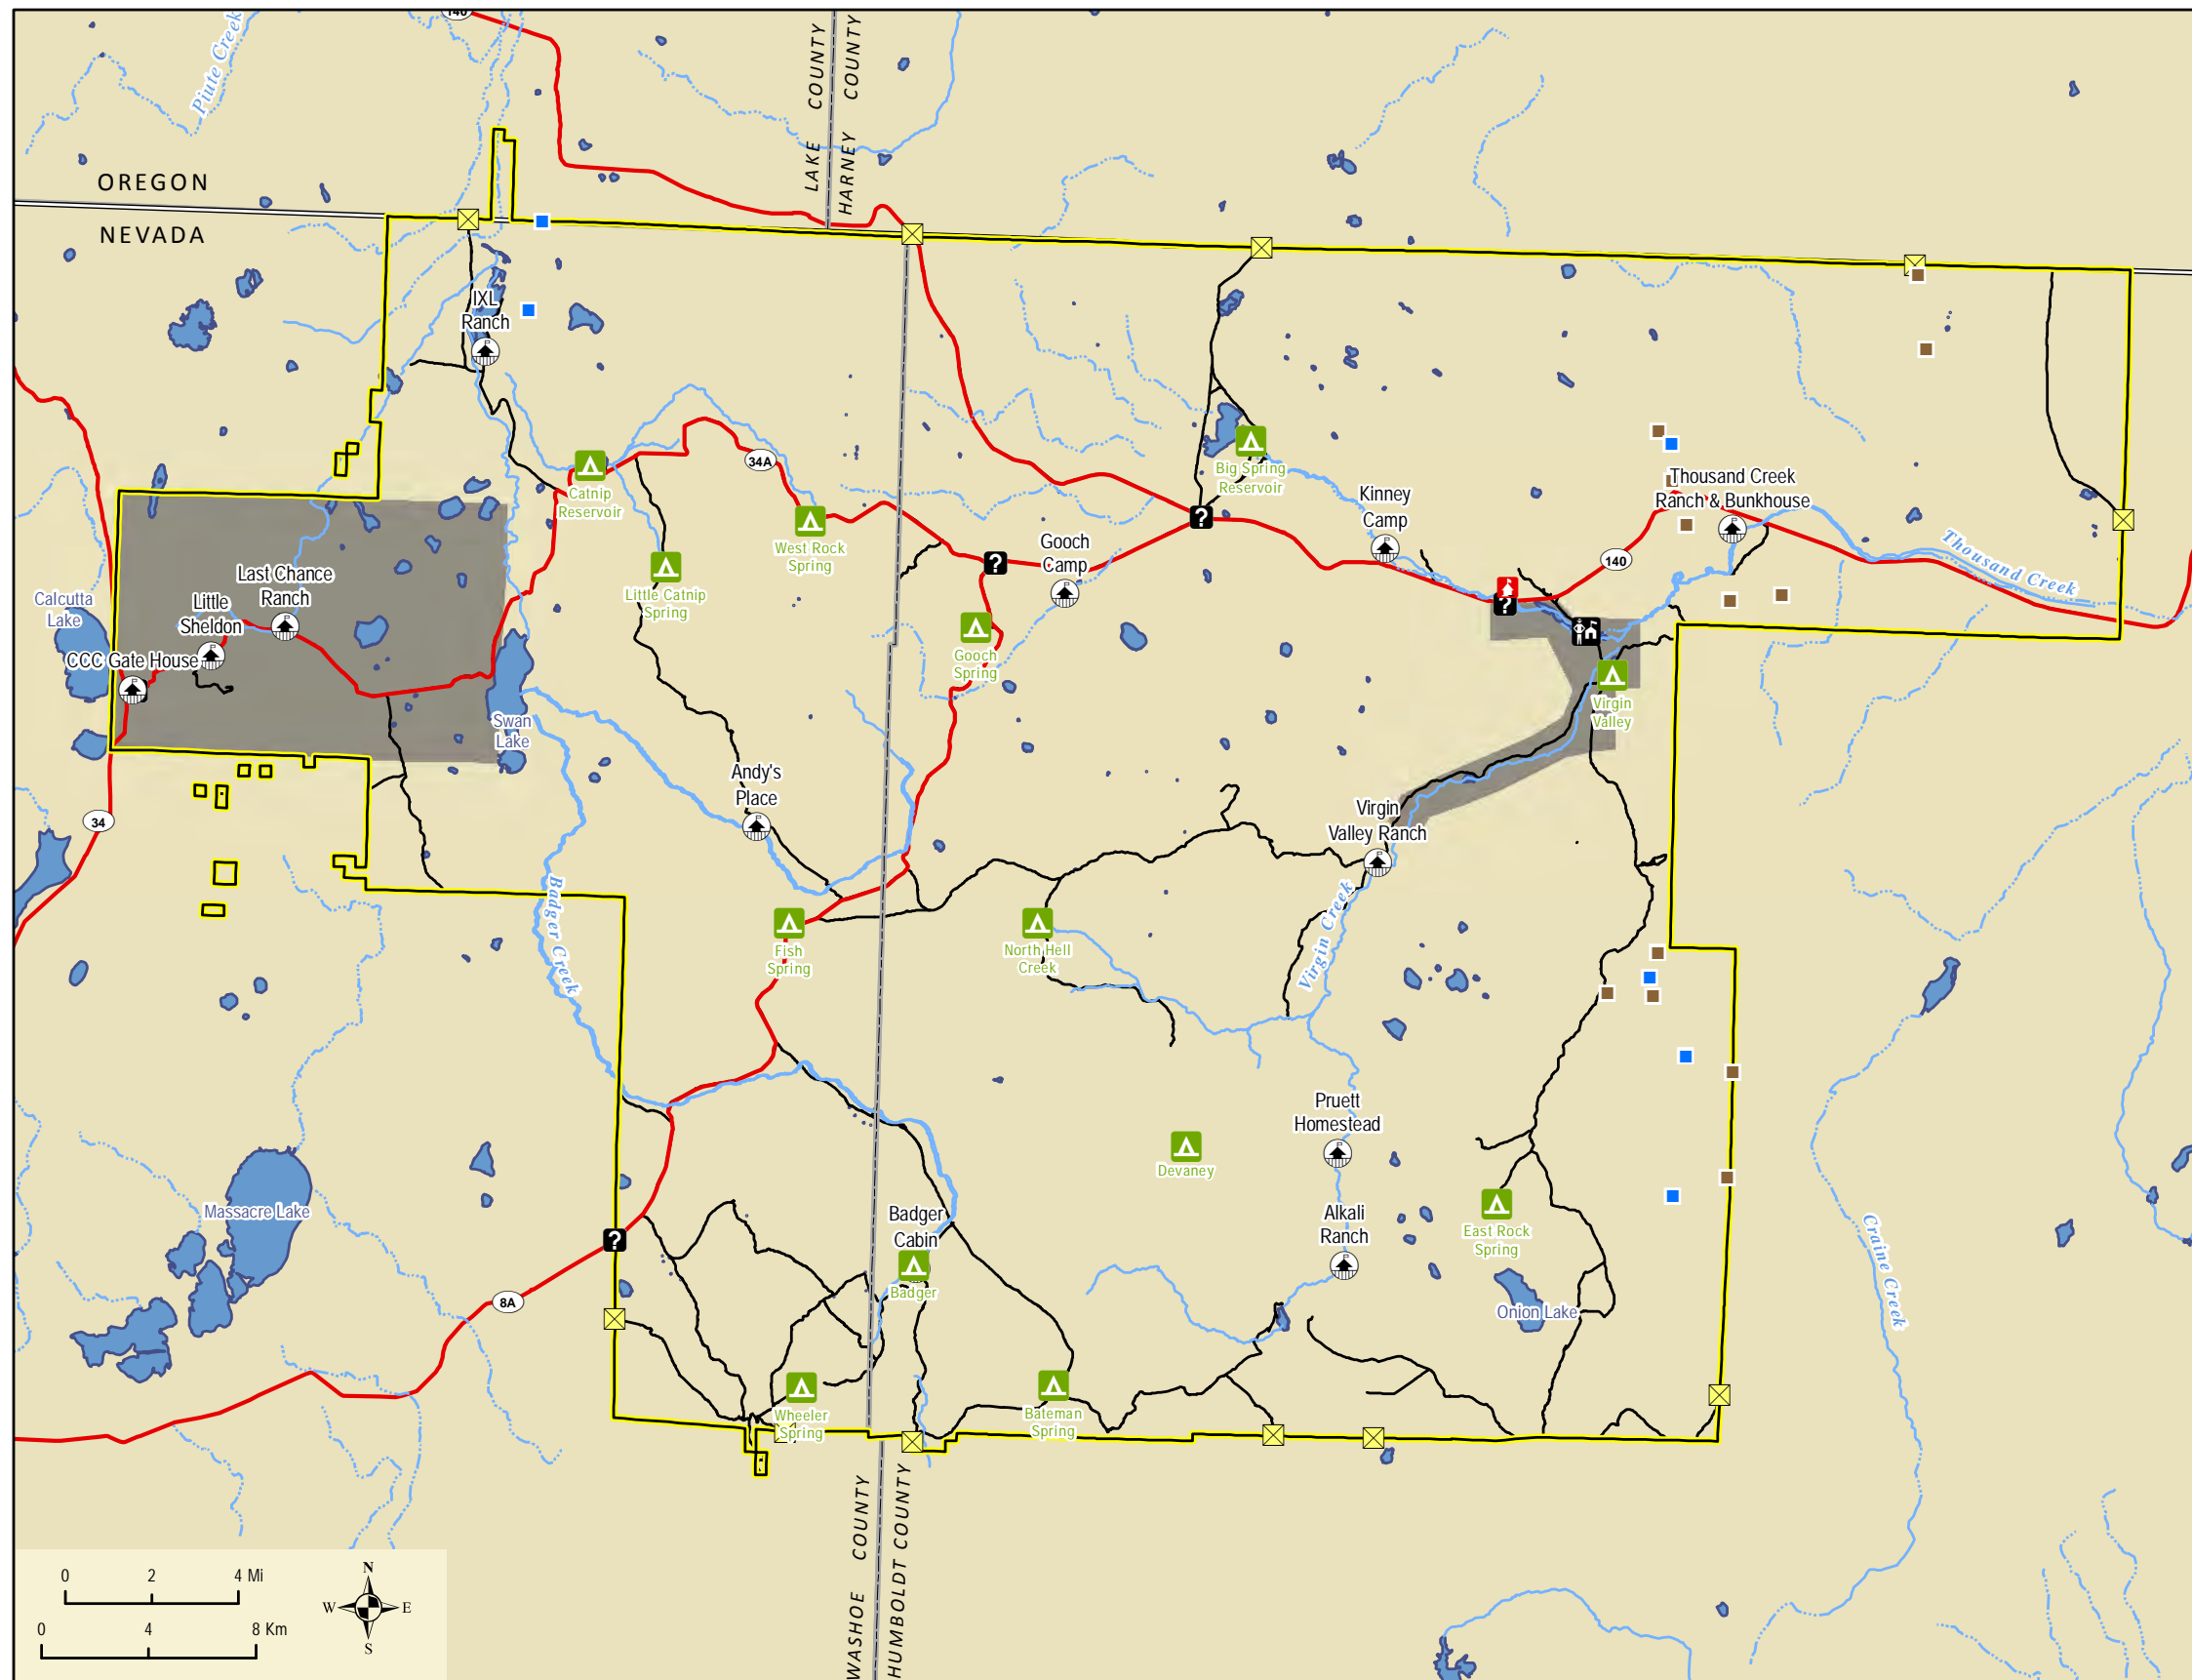 140
Piute Creek
LAKE COUNTY
HARNEY COUNTY
OREGON
NEVADA
IXL
Ranch
34A
Catnip
Reservoir
West Rock
Spring
Little Catnip
Spring
Big Spring
Reservoir
Kinney
Camp
Thousand Creek
Ranch & Bunkhouse
Thousand Creek
140
?
?
?
Gooch
Camp
Gooch
Spring
Last Chance
Ranch
Little
Sheldon
CCC Gate House
Calcutta
Lake
Swan
Lake
Virgin
Valley
34
Andy's
Place
Virgin
Valley Ranch
Virgin Creek
Badger Creek
Fish
Spring
North Hell
Creek
Pruett
Homestead
Devaney
Massacre Lake
Badger
Cabin
Badger
Alkali
Ranch
East Rock
Spring
Onion Lake
Craine Creek
?
8A
Wheeler
Spring
Bateman
Spring
WASHOE COUNTY
HUMBOLDT COUNTY
0 2 4 Mi
0 4 8 Km
N
W E
S